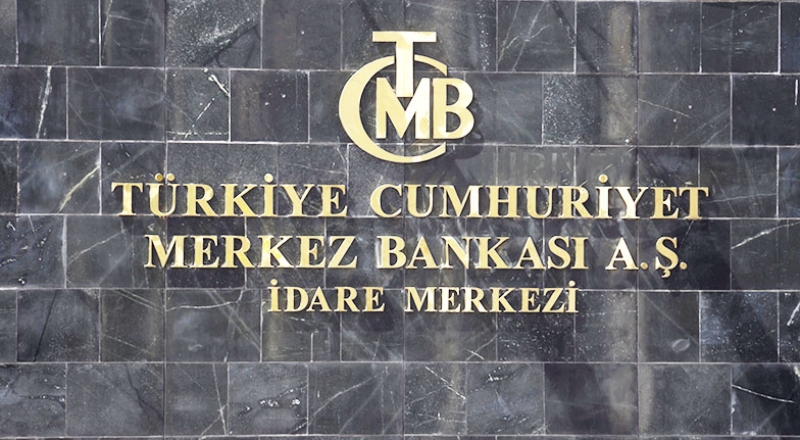 TCMB
TÜRKİYE CUMHURİYET
MERKEZ BANKASI A.Ş.
İDARE MERKEZİ